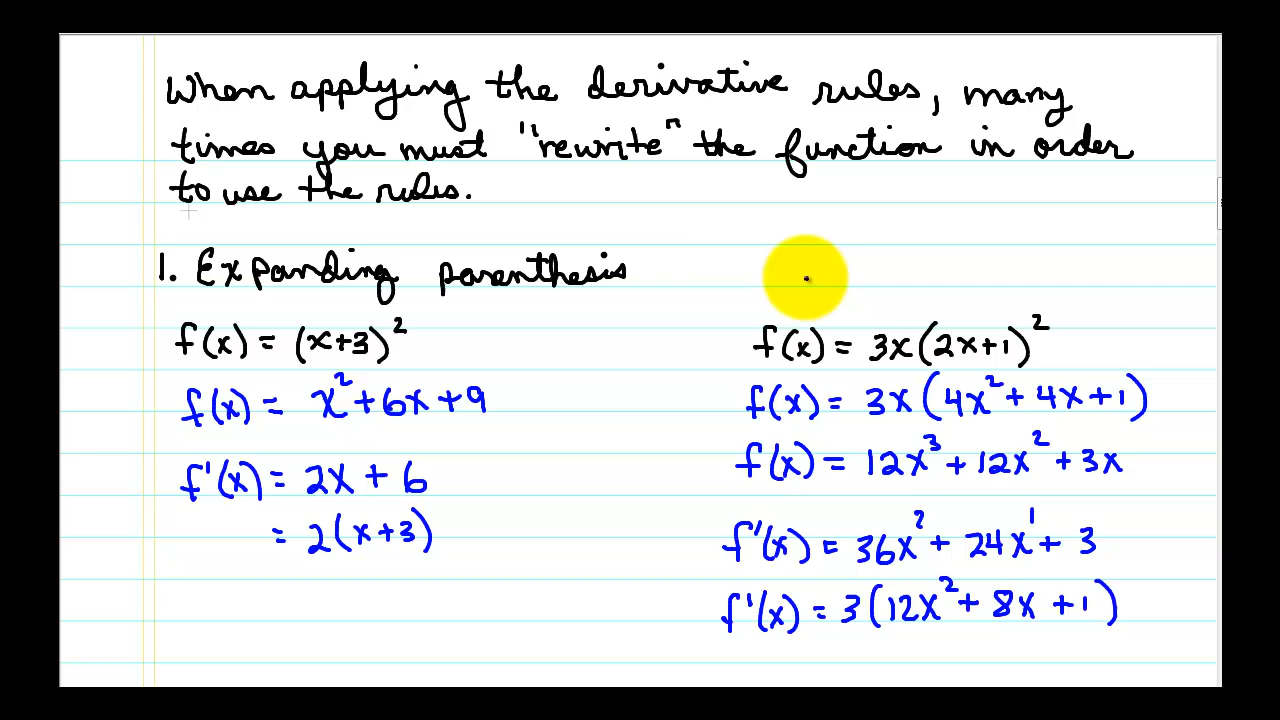 When applying the derivative rules, many
times you must "rewrite" the function in order
to use the rules.
1. Expanding parenthesis
f(x) = (x+3)²
f(x) = x² + 6x + 9
f'(x) = 2x + 6
= 2(x+3)
f(x) = 3x(2x+1)²
f(x) = 3x(4x² + 4x + 1)
f(x) = 12x³ + 12x² + 3x
f'(x) = 36x² + 24x¹ + 3
f'(x) = 3(12x² + 8x + 1)